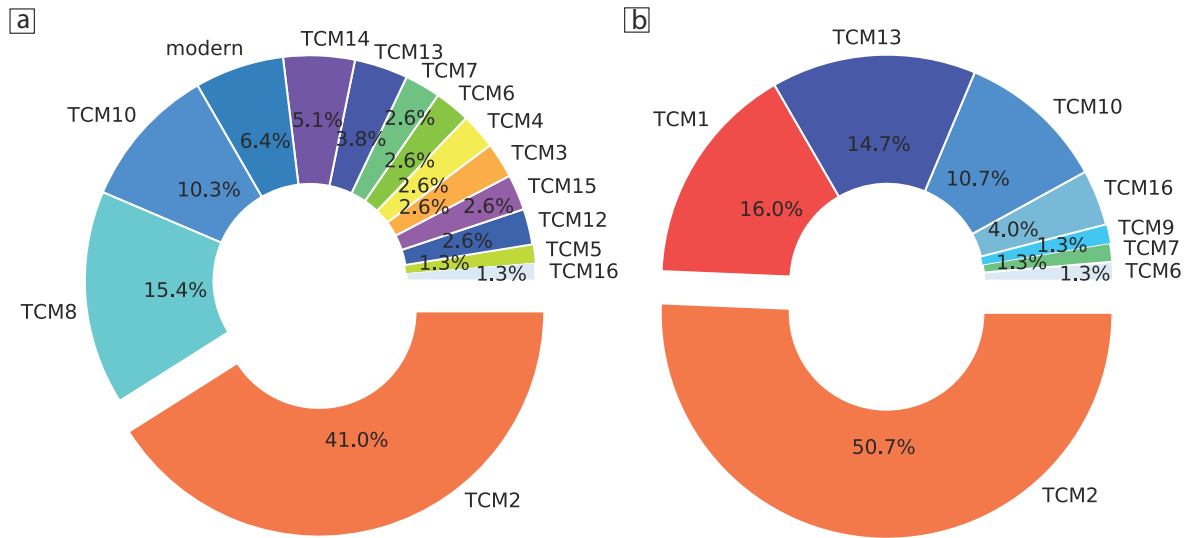 a
TCM14
modern
TCM13
TCM7
TCM6
TCM10
TCM4
TCM3
TCM15
TCM12
TCM5
TCM16
TCM8
TCM2
5.1%
3.8%
2.6%
6.4%
2.6%
2.6%
2.6%
10.3%
2.6%
2.6%
1.3%
1.3%
15.4%
41.0%
b
TCM13
TCM10
TCM1
TCM16
TCM9
TCM7
TCM6
TCM2
14.7%
10.7%
16.0%
4.0%
1.3%
1.3%
1.3%
50.7%